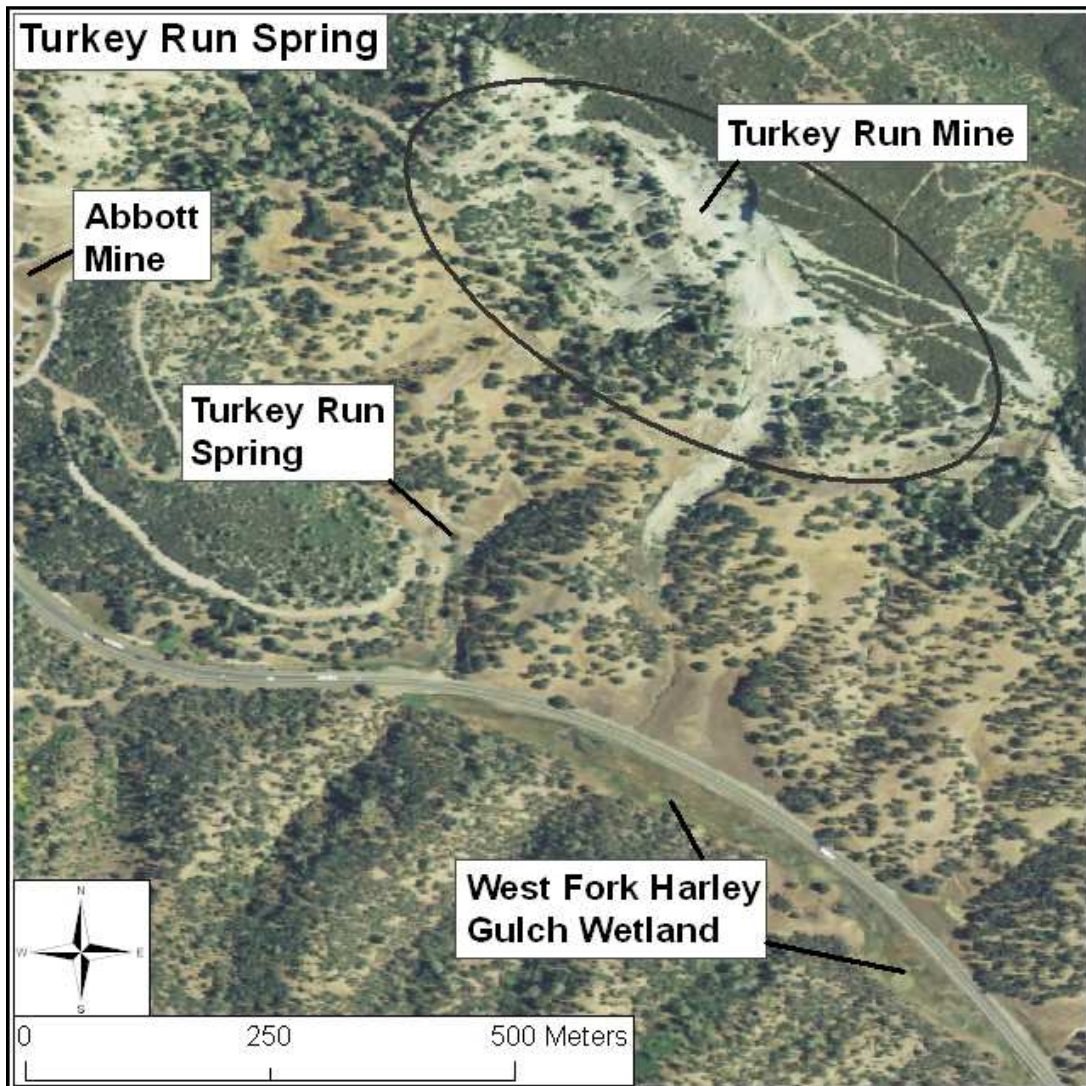 Turkey Run Spring
Turkey Run Mine
Abbott
Mine
Turkey Run
Spring
West Fork Harley
Gulch Wetland
N
W
E
S
0
250
500 Meters